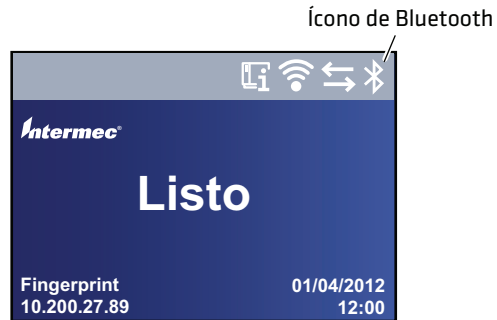 Ícono de Bluetooth
Intermec®
Listo
Fingerprint
01/04/2012
10.200.27.89
12:00